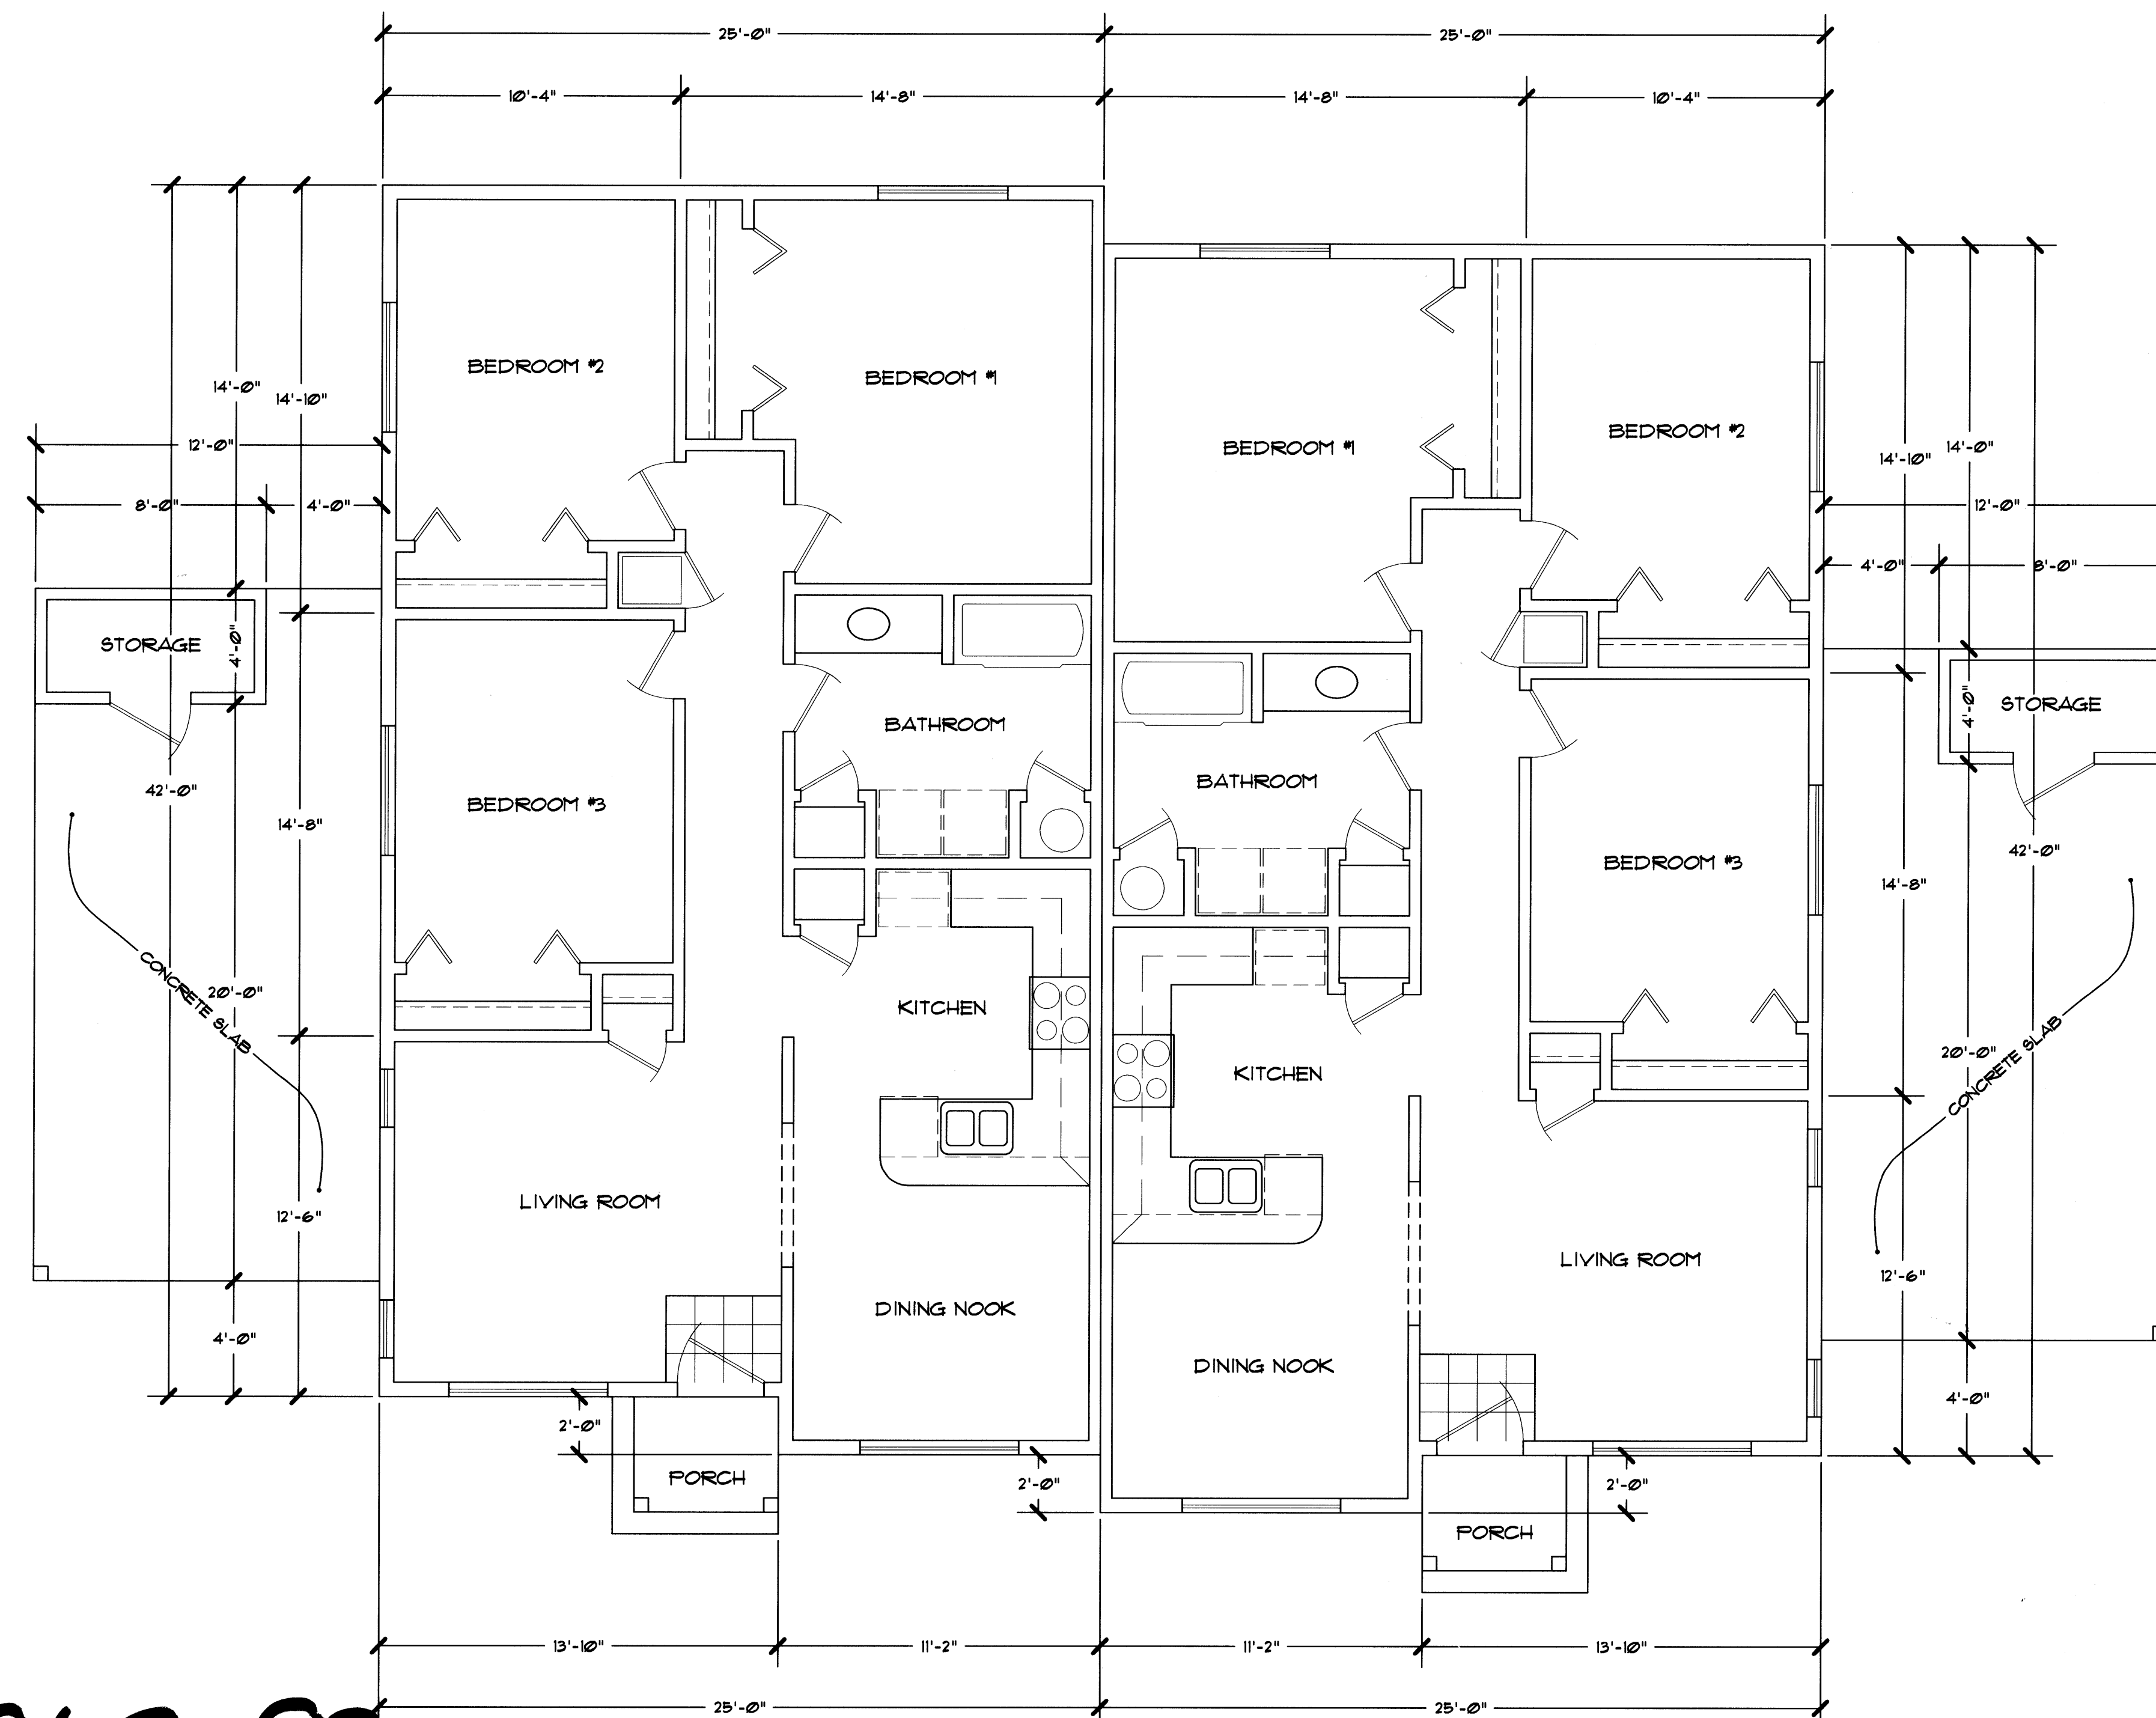 25'-0" 25'-0"
10'-4" 14'-8" 14'-8" 10'-4"
BEDROOM #2
BEDROOM #1
BEDROOM #1
BEDROOM #2
14'-0" 14'-10"
14'-10" 14'-0"
12'-0"
12'-0"
8'-0" 4'-0"
4'-0" 8'-0"
STORAGE
4'-0"
STORAGE
4'-0"
BATHROOM
BATHROOM
42'-0"
42'-0"
BEDROOM #3
BEDROOM #3
14'-8"
14'-8"
CONCRETE SLAB
CONCRETE SLAB
20'-0"
20'-0"
KITCHEN
KITCHEN
LIVING ROOM
LIVING ROOM
12'-6"
12'-6"
DINING NOOK
DINING NOOK
4'-0"
4'-0"
2'-0"
2'-0"
2'-0"
PORCH
PORCH
13'-10" 11'-2" 11'-2" 13'-10"
25'-0" 25'-0"